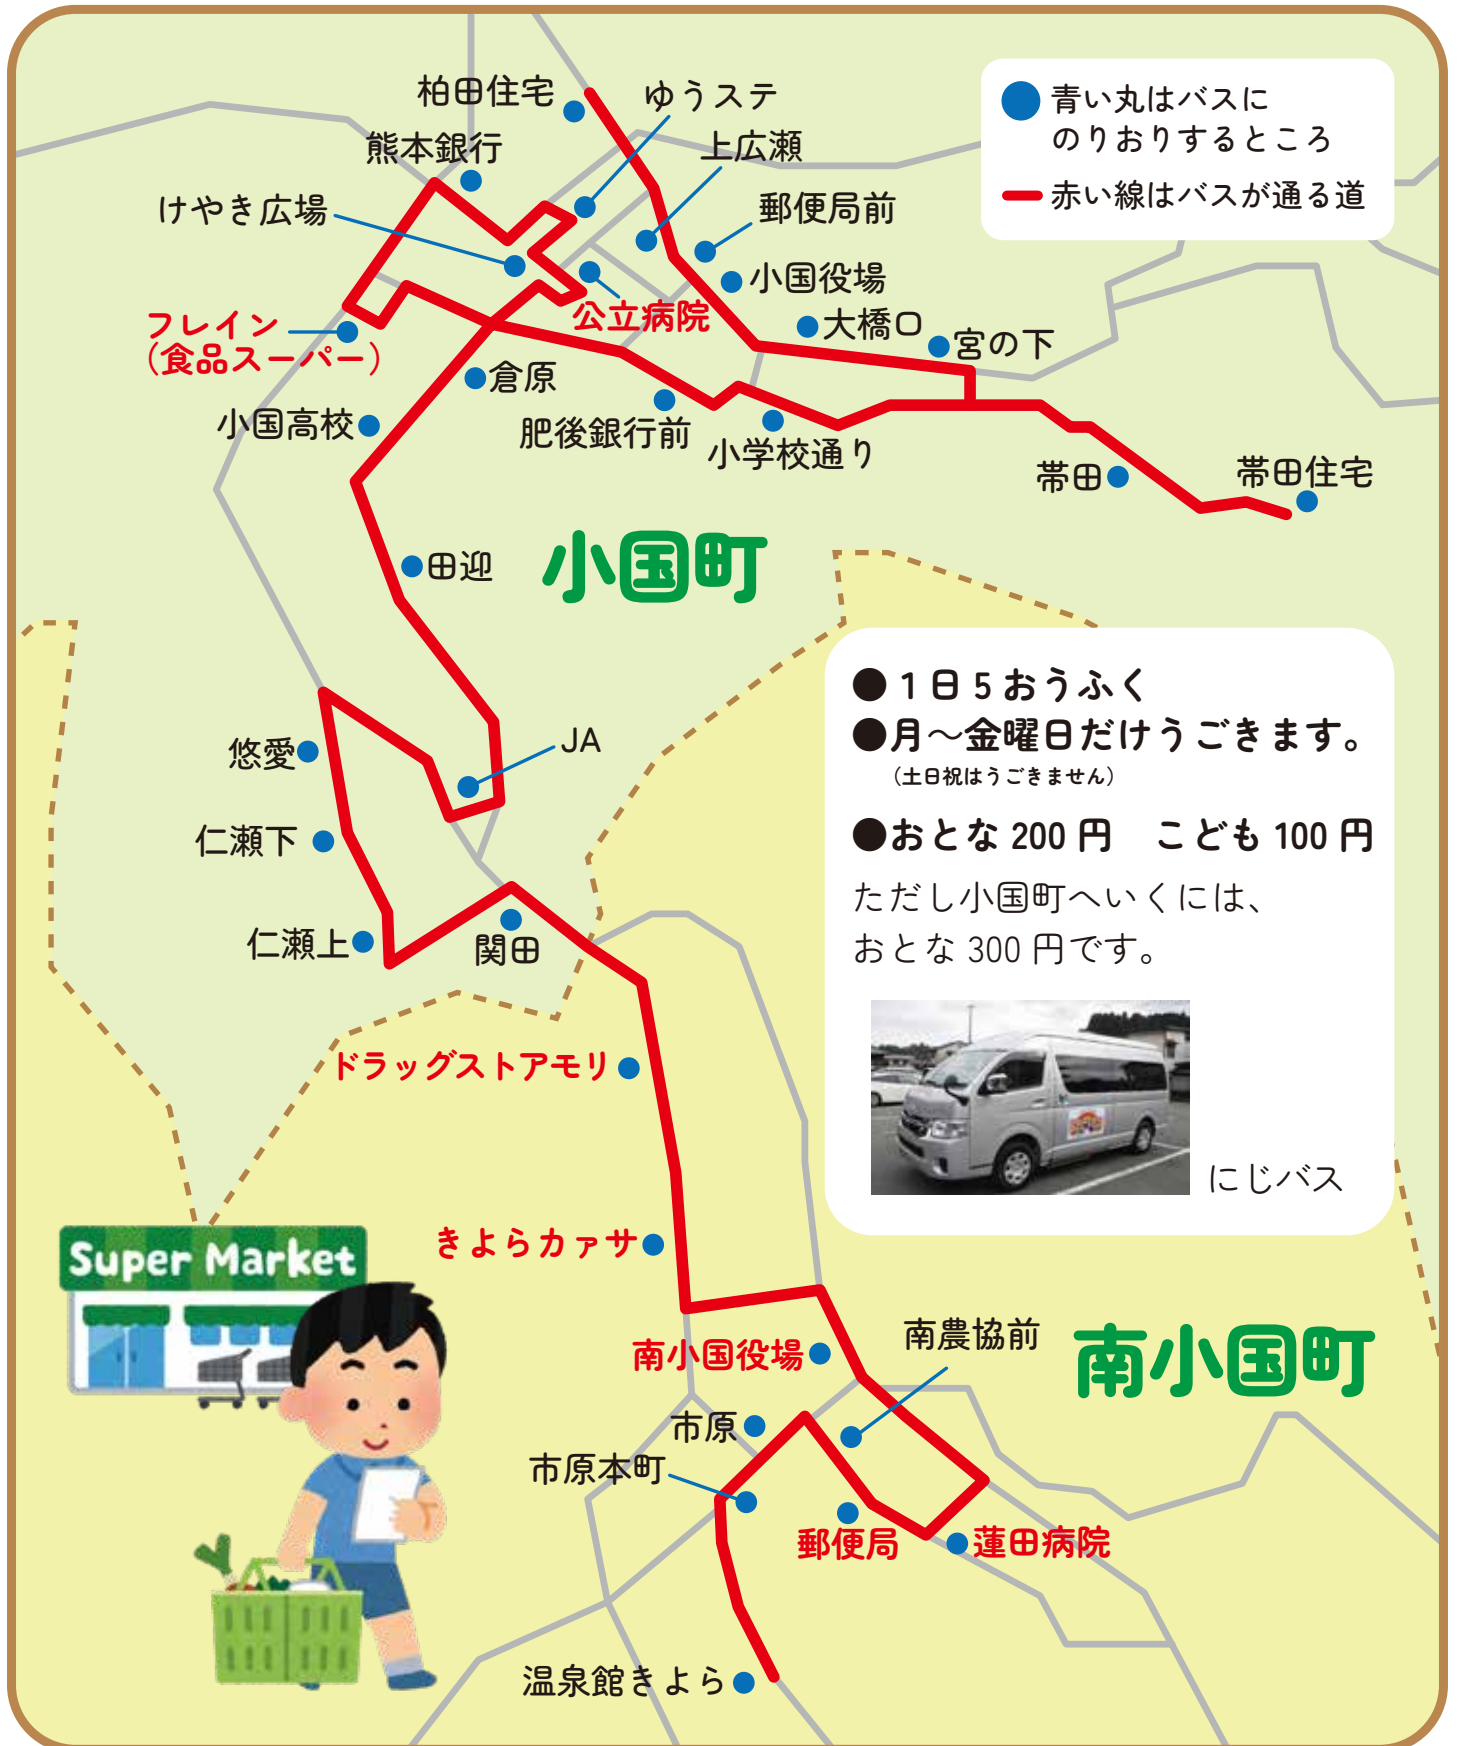 柏田住宅
ゆうステ
熊本銀行
上広瀬
けやき広場
郵便局前
小国役場
公立病院
フレイン
(食品スーパー)
大橋口
宮の下
倉原
小国高校
肥後銀行前
小学校通り
帯田
帯田住宅
青い丸はバスに
のりおりするところ
赤い線はバスが通る道
小国町
田迎
JA
悠愛
仁瀬下
仁瀬上
関田
●1日5おうふく
●月〜金曜日だけうごきます。
(土日祝はうごきません)
●おとな 200 円　こども 100 円
ただし小国町へいくには、
おとな 300 円です。
にじバス
ドラッグストアモリ
きよらカァサ
Super Market
南小国役場
南農協前
南小国町
市原
市原本町
郵便局
蓮田病院
温泉館きよら